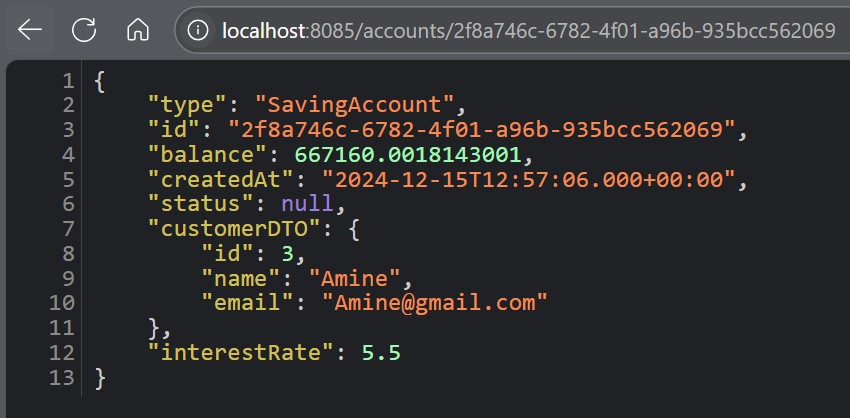 localhost:8085/accounts/2f8a746c-6782-4f01-a96b-935bcc562069
1 {
2 "type": "SavingAccount",
3 "id": "2f8a746c-6782-4f01-a96b-935bcc562069",
4 "balance": 667160.0018143001,
5 "createdAt": "2024-12-15T12:57:06.000+00:00",
6 "status": null,
7 "customerDTO": {
8 "id": 3,
9 "name": "Amine",
10 "email": "Amine@gmail.com"
11 },
12 "interestRate": 5.5
13 }